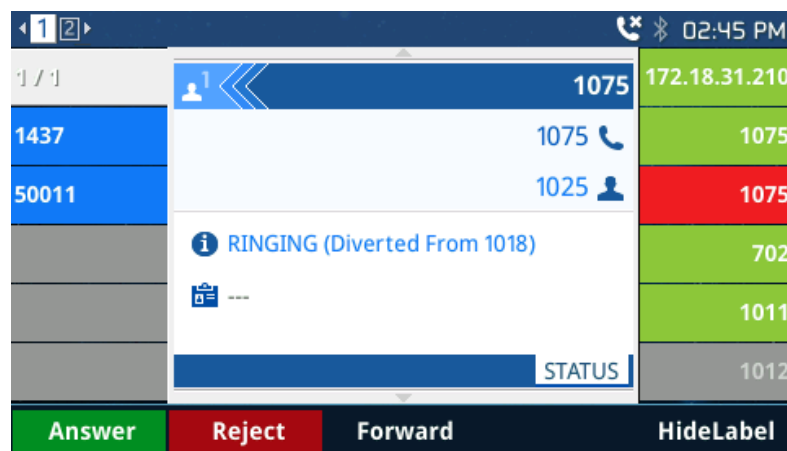 1 2 02:45 PM
1 / 1
1437
50011
1 1075
1075
1025
RINGING (Diverted From 1018)
---
STATUS
172.18.31.210
1075
1075
702
1011
1012
Answer Reject Forward HideLabel